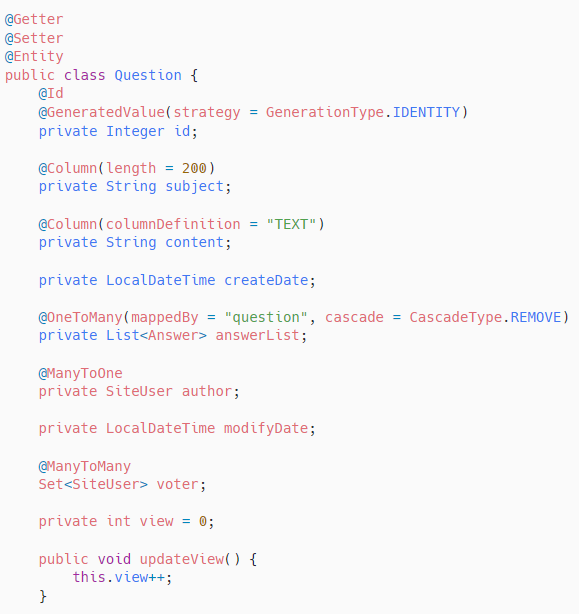 @Getter
@Setter
@Entity
public class Question {
    @Id
    @GeneratedValue(strategy = GenerationType.IDENTITY)
    private Integer id;

    @Column(length = 200)
    private String subject;

    @Column(columnDefinition = "TEXT")
    private String content;

    private LocalDateTime createDate;

    @OneToMany(mappedBy = "question", cascade = CascadeType.REMOVE)
    private List<Answer> answerList;

    @ManyToOne
    private SiteUser author;

    private LocalDateTime modifyDate;

    @ManyToMany
    Set<SiteUser> voter;

    private int view = 0;

    public void updateView() {
        this.view++;
    }